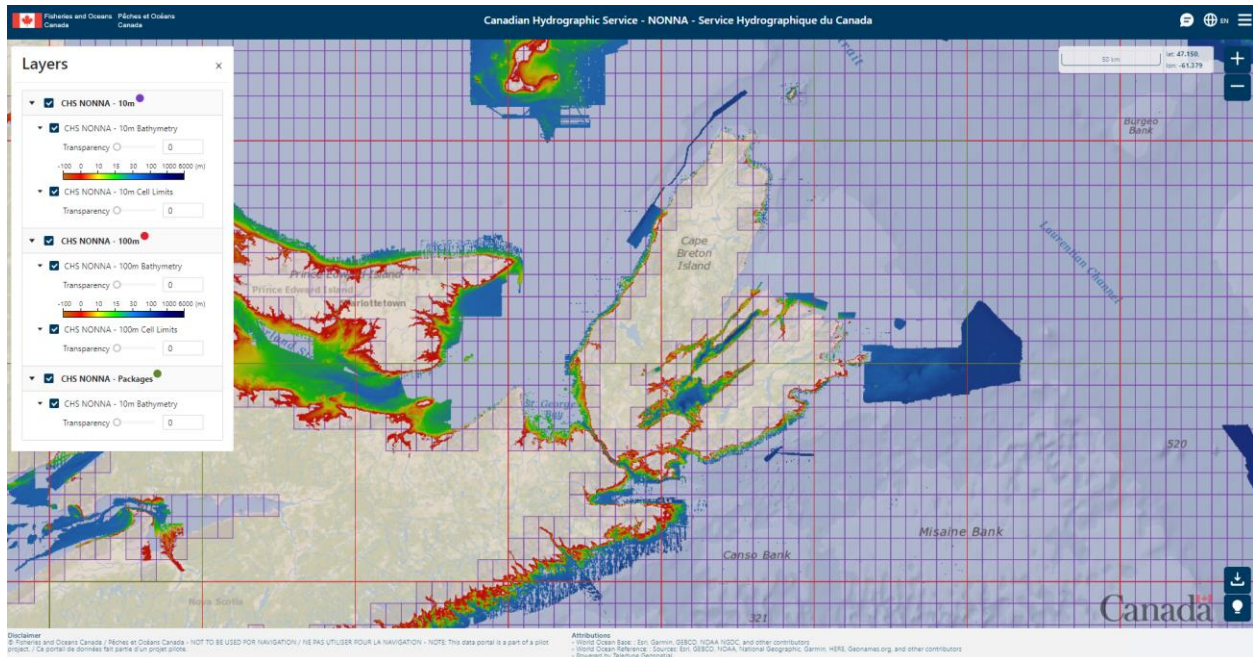 Fisheries and Oceans Canada
Pêches et Océans Canada
Canadian Hydrographic Service - NONNA - Service Hydrographique du Canada
EN
Layers
×
CHS NONNA - 10m
CHS NONNA - 10m Bathymetry
Transparency 0
-100 0 10 15 30 100 1000 6000 (m)
CHS NONNA - 10m Cell Limits
Transparency 0
CHS NONNA - 100m
CHS NONNA - 100m Bathymetry
Transparency 0
-100 0 10 15 30 100 1000 6000 (m)
CHS NONNA - 100m Cell Limits
Transparency 0
CHS NONNA - Packages
CHS NONNA - 10m Bathymetry
Transparency 0
50 km
lat: 47.150,
lon: -61.379
+
−
Burgeo
Bank
Laurentian Channel
Cape
Breton
Island
Prince Edward Island
Prince Edward Island
St. George
Bay
520
Misaine Bank
Canso Bank
321
Nova Scotia
Canada
Disclaimer
© Fisheries and Oceans Canada / Pêches et Océans Canada - NOT TO BE USED FOR NAVIGATION / NE PAS UTILISER POUR LA NAVIGATION - NOTE: This data portal is a part of a pilot
project. / Ce portail de données fait partie d'un projet pilote.
Attributions
- World Ocean Base : Esri, Garmin, GEBCO, NOAA NGDC, and other contributors
- World Ocean Reference : Sources: Esri, GEBCO, NOAA, National Geographic, Garmin, HERE, Geonames.org, and other contributors
- Powered by Teledyne Geospatial